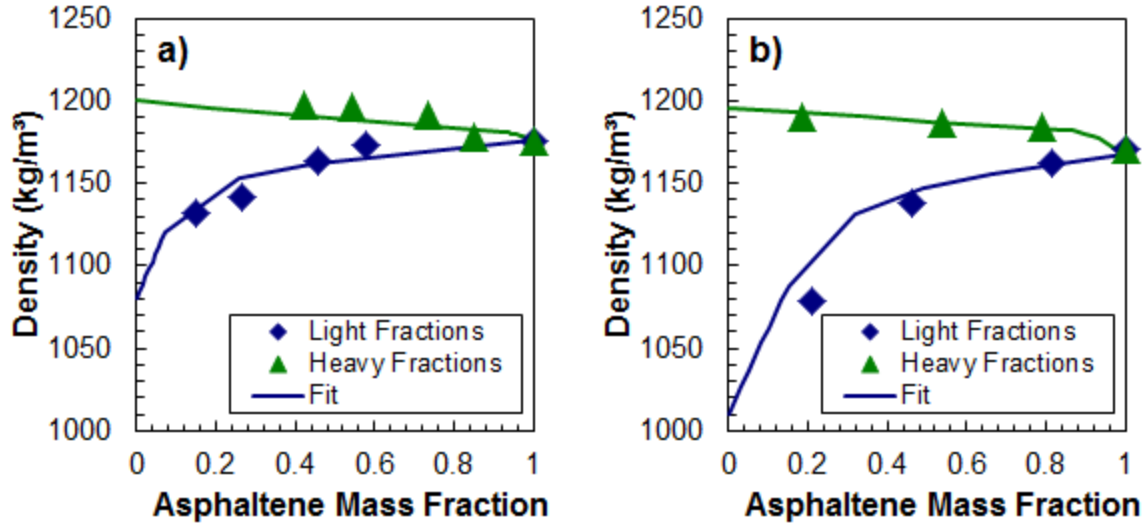 a)
Density (kg/m³)
1250
1200
1150
1100
1050
1000
Light Fractions
Heavy Fractions
Fit
0 0.2 0.4 0.6 0.8 1
Asphaltene Mass Fraction
b)
Density (kg/m³)
1250
1200
1150
1100
1050
1000
Light Fractions
Heavy Fractions
Fit
0 0.2 0.4 0.6 0.8 1
Asphaltene Mass Fraction